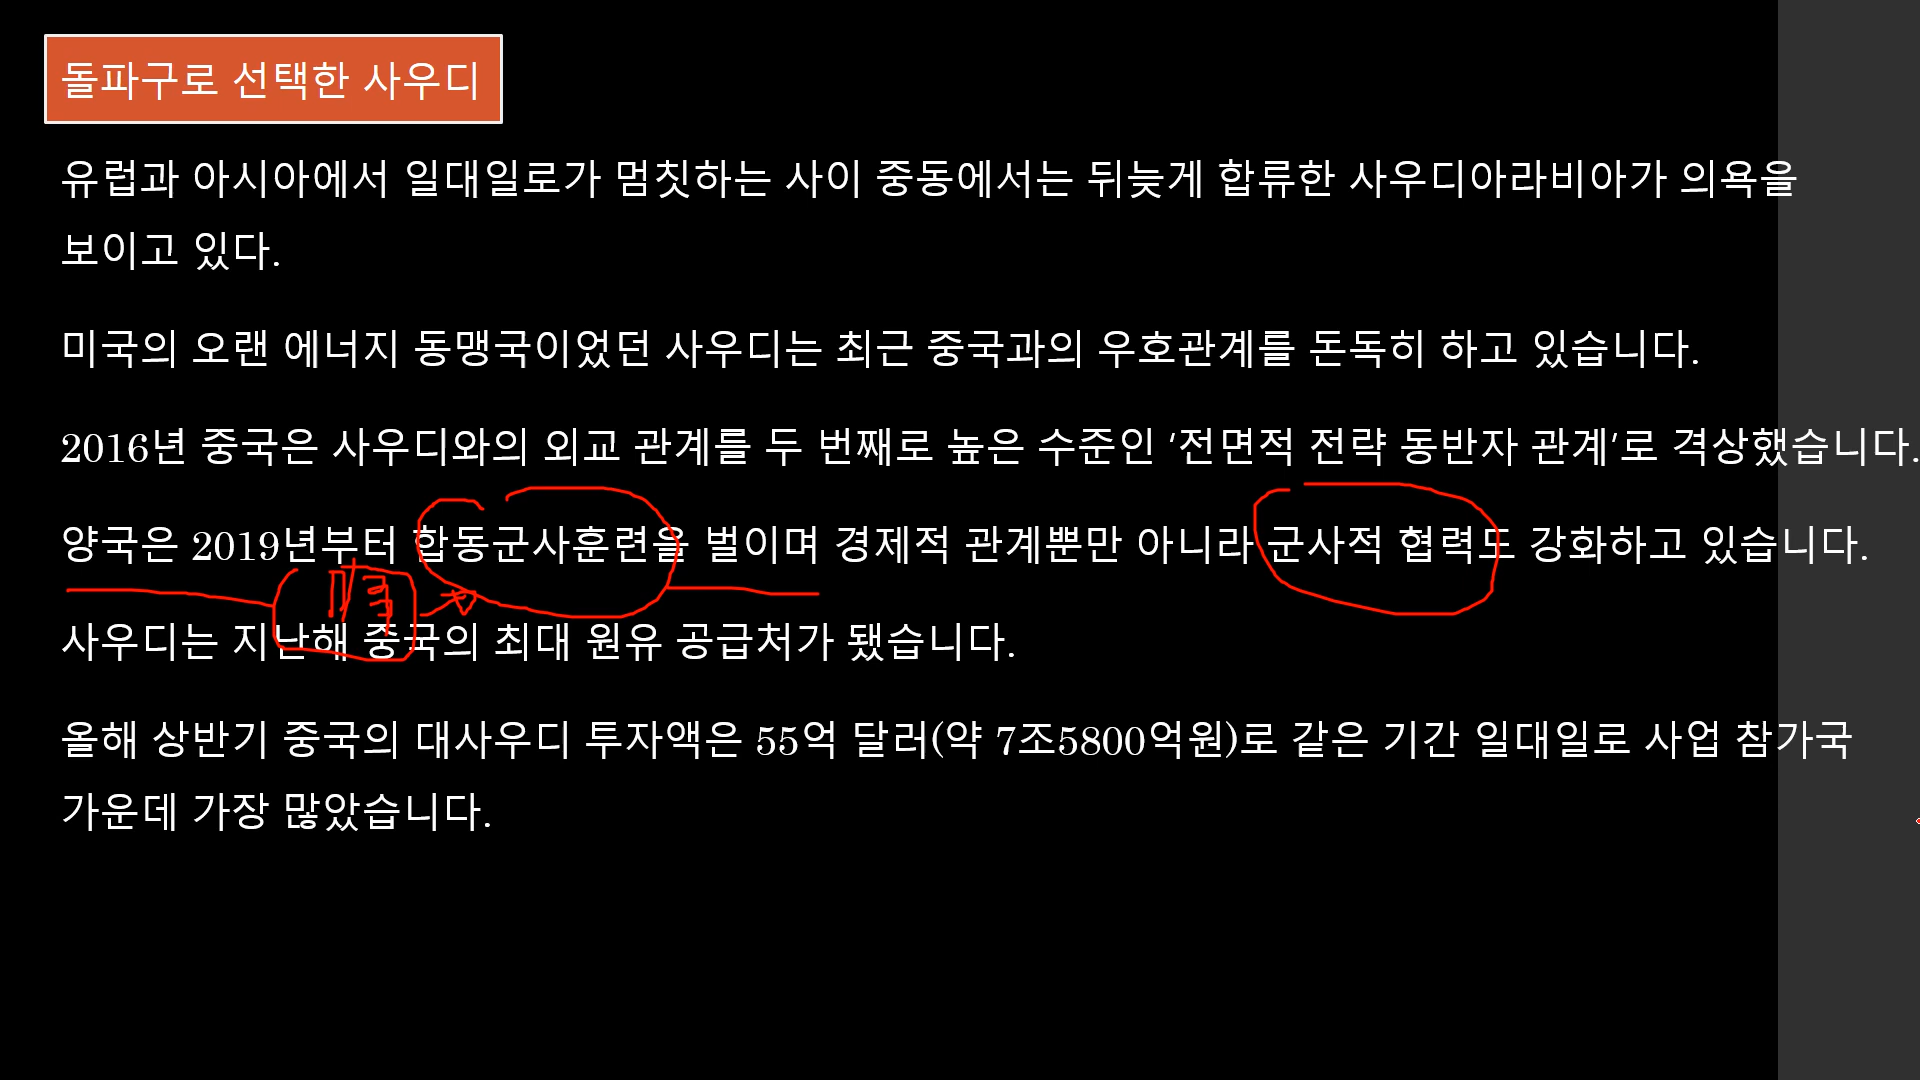 돌파구로 선택한 사우디
유럽과 아시아에서 일대일로가 멈칫하는 사이 중동에서는 뒤늦게 합류한 사우디아라비아가 의욕을
보이고 있다.
미국의 오랜 에너지 동맹국이었던 사우디는 최근 중국과의 우호관계를 돈독히 하고 있습니다.
2016년 중국은 사우디와의 외교 관계를 두 번째로 높은 수준인 ‘전면적 전략 동반자 관계’로 격상했습니다.
양국은 2019년부터 합동군사훈련을 벌이며 경제적 관계뿐만 아니라 군사적 협력도 강화하고 있습니다.
사우디는 지난해 중국의 최대 원유 공급처가 됐습니다.
올해 상반기 중국의 대사우디 투자액은 55억 달러(약 7조5800억원)로 같은 기간 일대일로 사업 참가국
가운데 가장 많았습니다.